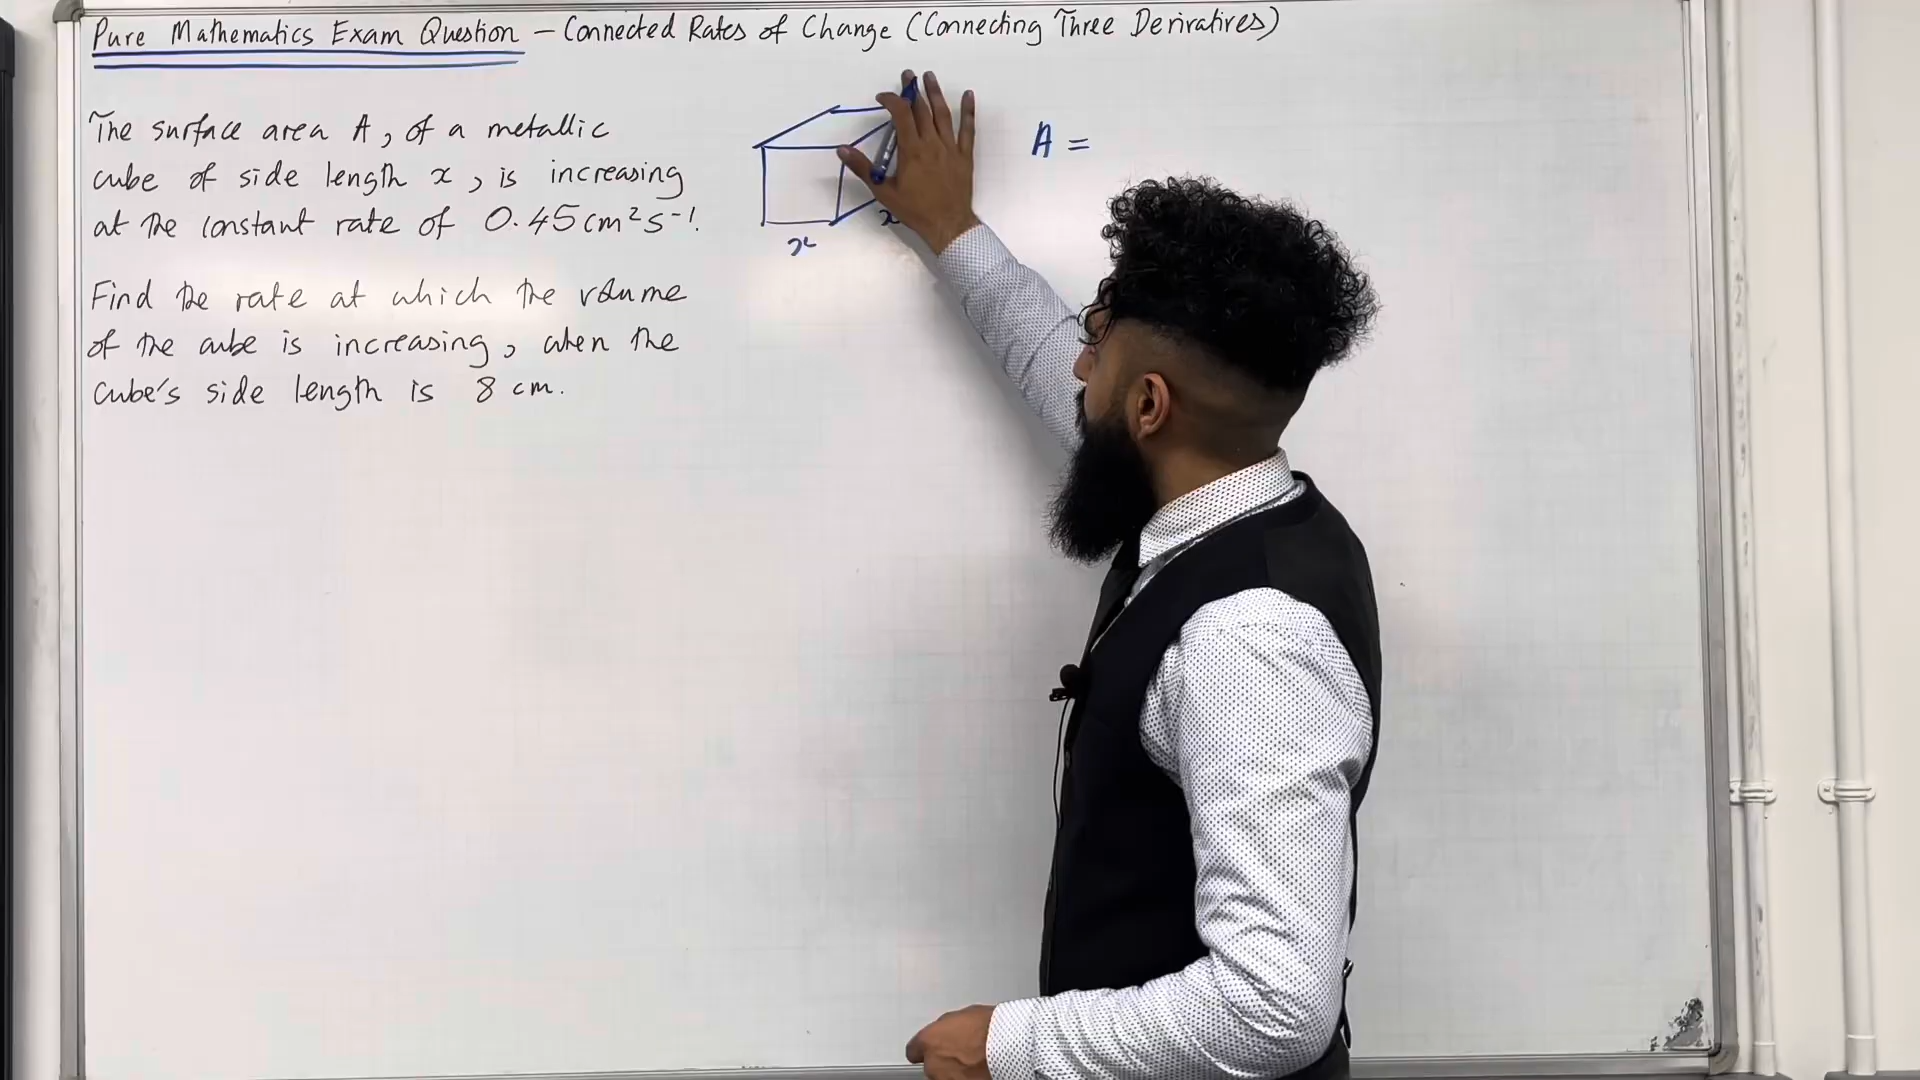 Pure Mathematics Exam Question - Connected Rates of Change (Connecting Three Derivatives)
The surface area A, of a metallic
cube of side length x, is increasing
at the constant rate of 0.45cm²s⁻¹.
Find the rate at which the volume
of the cube is increasing, when the
cube's side length is 8 cm.
A =
x
x